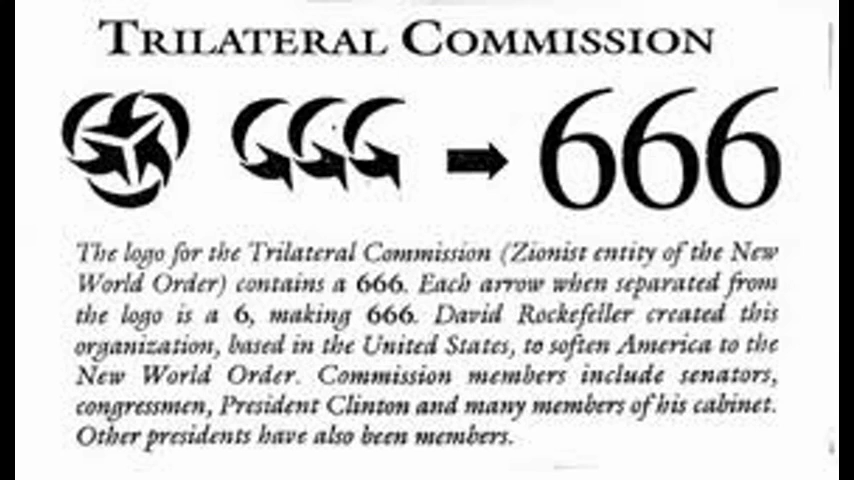 TRILATERAL COMMISSION
666
The logo for the Trilateral Commission (Zionist entity of the New
World Order) contains a 666. Each arrow when separated from
the logo is a 6, making 666. David Rockefeller created this
organization, based in the United States, to soften America to the
New World Order. Commission members include senators,
congressmen, President Clinton and many members of his cabinet.
Other presidents have also been members.